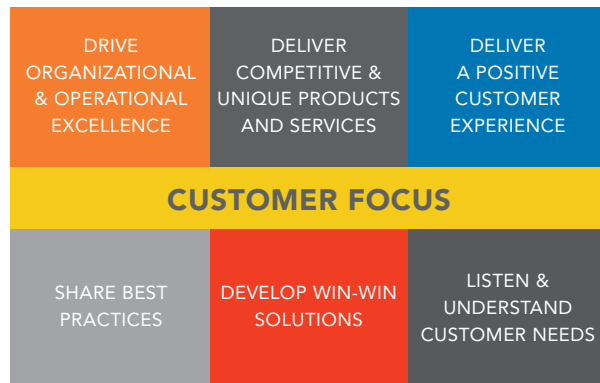 DRIVE
ORGANIZATIONAL
& OPERATIONAL
EXCELLENCE
DELIVER
COMPETITIVE &
UNIQUE PRODUCTS
AND SERVICES
DELIVER
A POSITIVE
CUSTOMER
EXPERIENCE
CUSTOMER FOCUS
SHARE BEST
PRACTICES
DEVELOP WIN-WIN
SOLUTIONS
LISTEN &
UNDERSTAND
CUSTOMER NEEDS